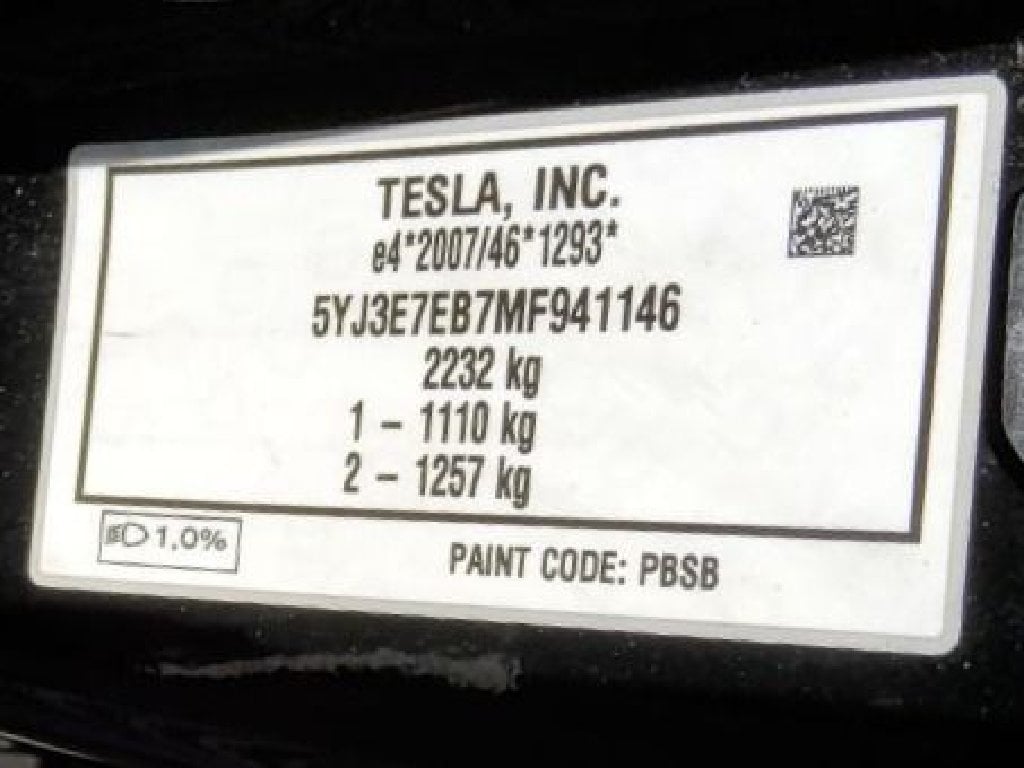 TESLA, INC.
e4*2007/46*1293*
5YJ3E7EB7MF941146
2232 kg
1 – 1110 kg
2 – 1257 kg
1,0%
PAINT CODE: PBSB